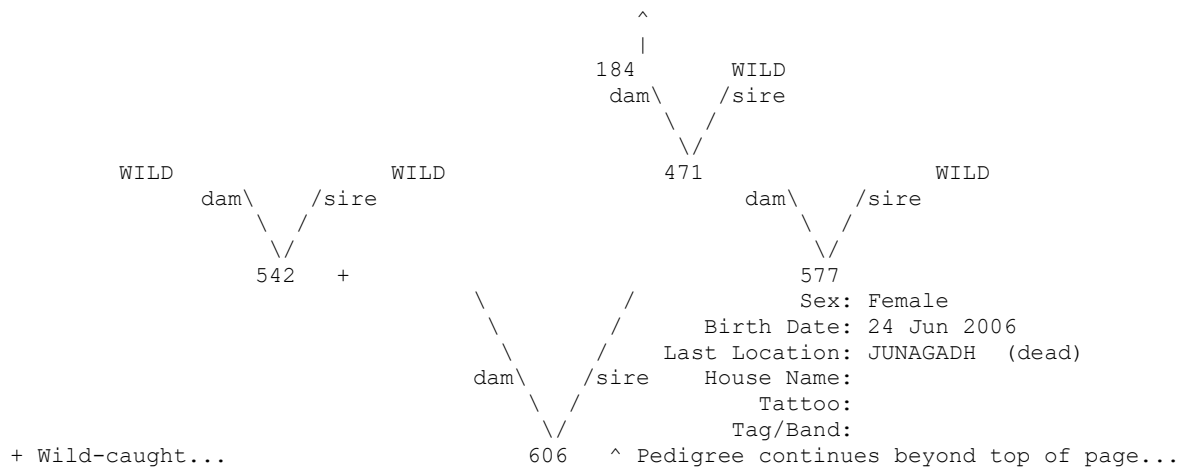 ^
|
184 WILD
dam\ /sire
\ /
\/
WILD WILD 471 WILD
dam\ /sire dam\ /sire
\ / \ /
\/ \/
542 + 577
\ / Sex: Female
\ / Birth Date: 24 Jun 2006
\ / Last Location: JUNAGADH (dead)
dam\ /sire House Name:
\ / Tattoo:
\/ Tag/Band:
+ Wild-caught... 606 ^ Pedigree continues beyond top of page...